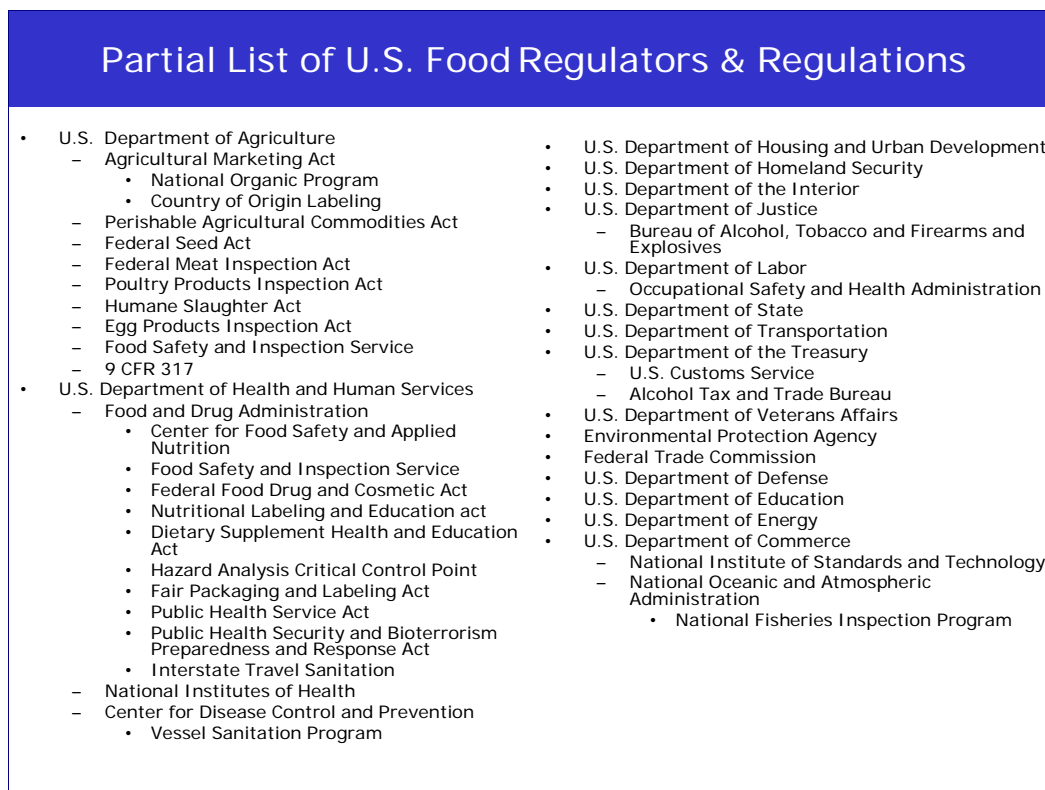 Partial List of U.S. Food Regulators & Regulations
• U.S. Department of Agriculture
– Agricultural Marketing Act
• National Organic Program
• Country of Origin Labeling
– Perishable Agricultural Commodities Act
– Federal Seed Act
– Federal Meat Inspection Act
– Poultry Products Inspection Act
– Humane Slaughter Act
– Egg Products Inspection Act
– Food Safety and Inspection Service
– 9 CFR 317
• U.S. Department of Health and Human Services
– Food and Drug Administration
• Center for Food Safety and Applied
Nutrition
• Food Safety and Inspection Service
• Federal Food Drug and Cosmetic Act
• Nutritional Labeling and Education act
• Dietary Supplement Health and Education
Act
• Hazard Analysis Critical Control Point
• Fair Packaging and Labeling Act
• Public Health Service Act
• Public Health Security and Bioterrorism
Preparedness and Response Act
• Interstate Travel Sanitation
– National Institutes of Health
– Center for Disease Control and Prevention
• Vessel Sanitation Program
• U.S. Department of Housing and Urban Development
• U.S. Department of Homeland Security
• U.S. Department of the Interior
• U.S. Department of Justice
– Bureau of Alcohol, Tobacco and Firearms and
Explosives
• U.S. Department of Labor
– Occupational Safety and Health Administration
• U.S. Department of State
• U.S. Department of Transportation
• U.S. Department of the Treasury
– U.S. Customs Service
– Alcohol Tax and Trade Bureau
• U.S. Department of Veterans Affairs
• Environmental Protection Agency
• Federal Trade Commission
• U.S. Department of Defense
• U.S. Department of Education
• U.S. Department of Energy
• U.S. Department of Commerce
– National Institute of Standards and Technology
– National Oceanic and Atmospheric
Administration
• National Fisheries Inspection Program